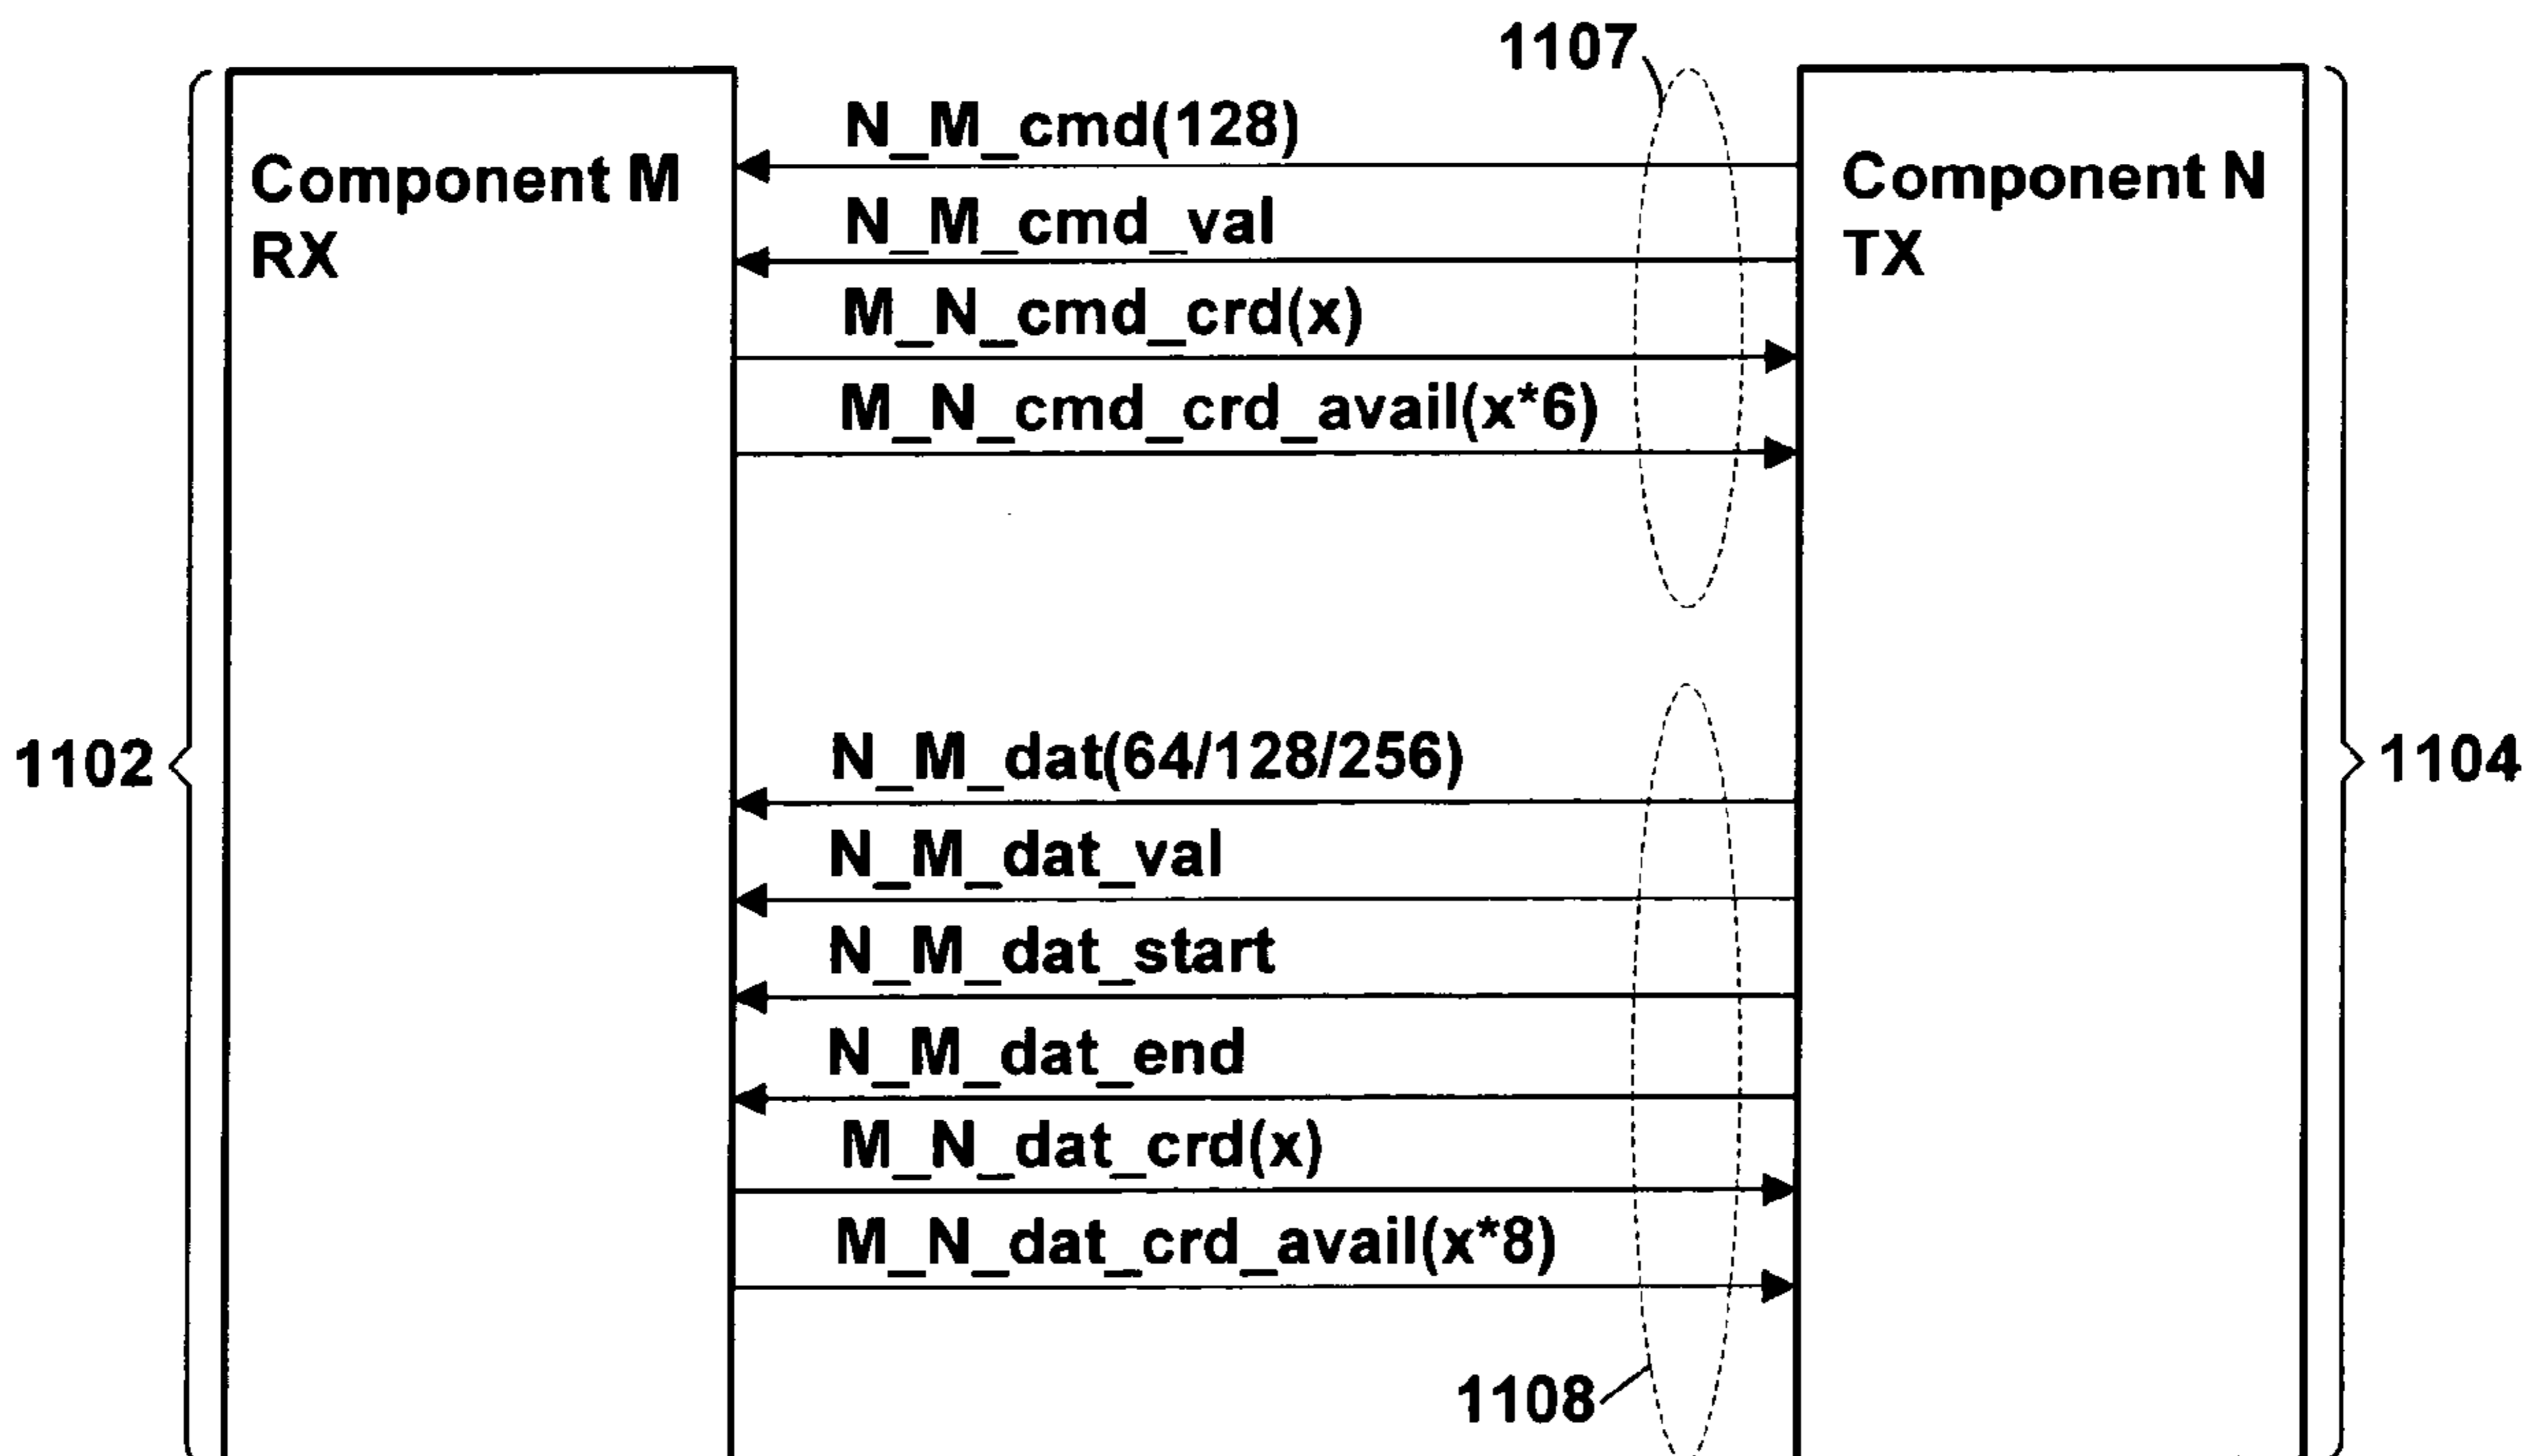 1107
Component M
RX
N_M_cmd(128)
N_M_cmd_val
M_N_cmd_crd(x)
M_N_cmd_crd_avail(x*6)
Component N
TX
1102
N_M_dat(64/128/256)
N_M_dat_val
N_M_dat_start
N_M_dat_end
M_N_dat_crd(x)
M_N_dat_crd_avail(x*8)
1104
1108